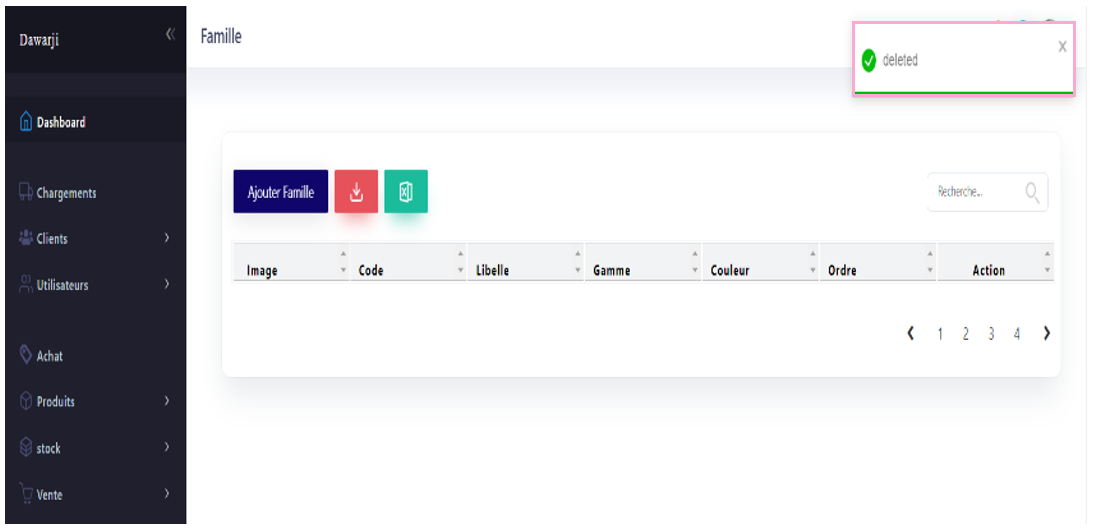 Dawarji
Famille
deleted
X
Dashboard
Chargements
Clients
Utilisateurs
Achat
Produits
stock
Vente
Ajouter Famille
Recherche...
Image Code Libelle Gamme Couleur Ordre Action
1 2 3 4